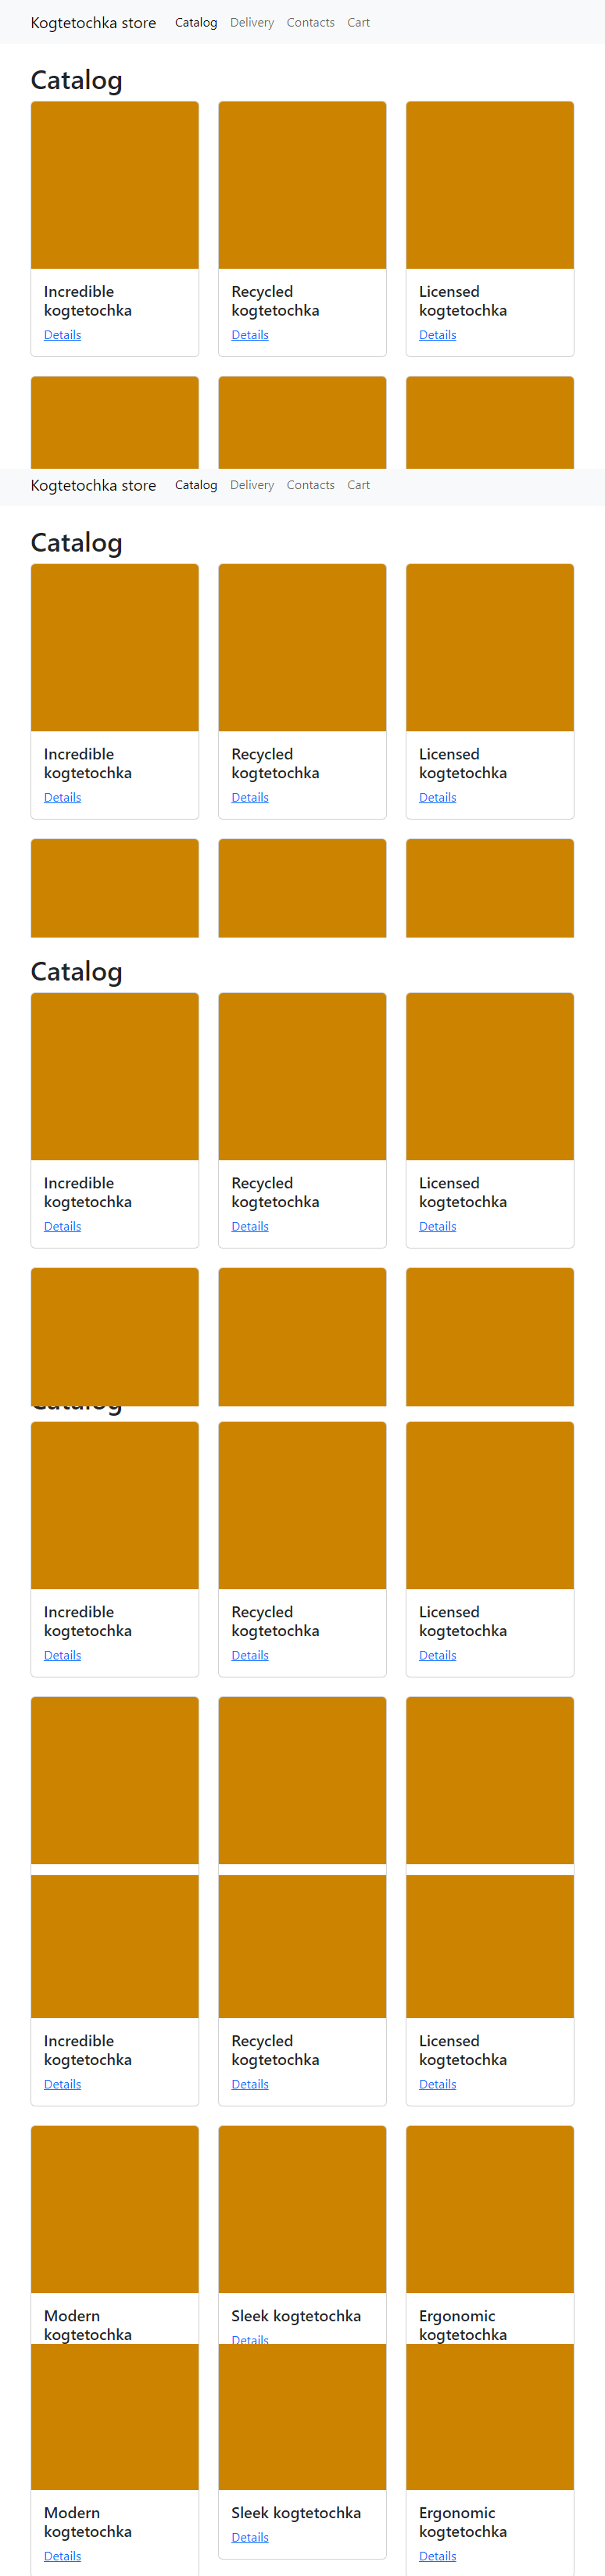 Kogtetochka store Catalog Delivery Contacts Cart
Catalog
Incredible kogtetochka
Recycled kogtetochka
Licensed kogtetochka
Details Details Details
Kogtetochka store Catalog Delivery Contacts Cart
Catalog
Incredible kogtetochka
Recycled kogtetochka
Licensed kogtetochka
Details Details Details
Catalog
Incredible kogtetochka
Recycled kogtetochka
Licensed kogtetochka
Details Details Details
Catalog
Incredible kogtetochka
Recycled kogtetochka
Licensed kogtetochka
Details Details Details
Incredible kogtetochka
Recycled kogtetochka
Licensed kogtetochka
Details Details Details
Modern kogtetochka
Sleek kogtetochka
Details
Ergonomic kogtetochka
Modern kogtetochka
Details
Sleek kogtetochka
Details
Ergonomic kogtetochka
Details